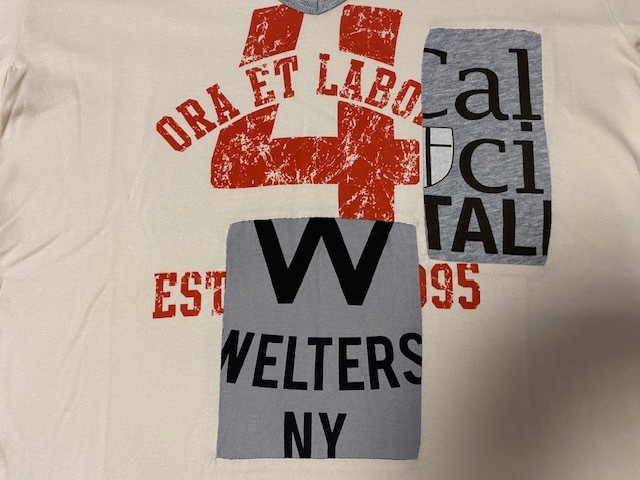 4
ORA ET LABO
Cal
ci
TALI
EST
995
W
WELTERS
NY